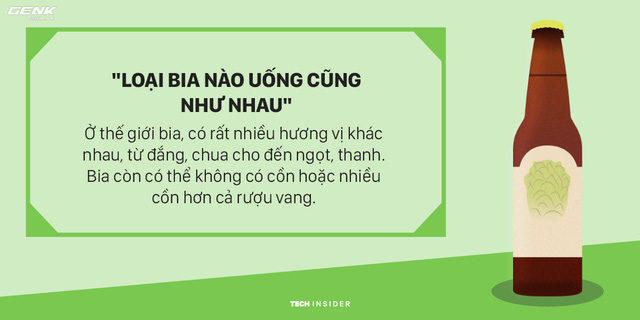 GENK
"LOẠI BIA NÀO UỐNG CŨNG
NHƯ NHAU"
Ở thế giới bia, có rất nhiều hương vị khác
nhau, từ đắng, chua cho đến ngọt, thanh.
Bia còn có thể không có cồn hoặc nhiều
cồn hơn cả rượu vang.
TECH INSIDER